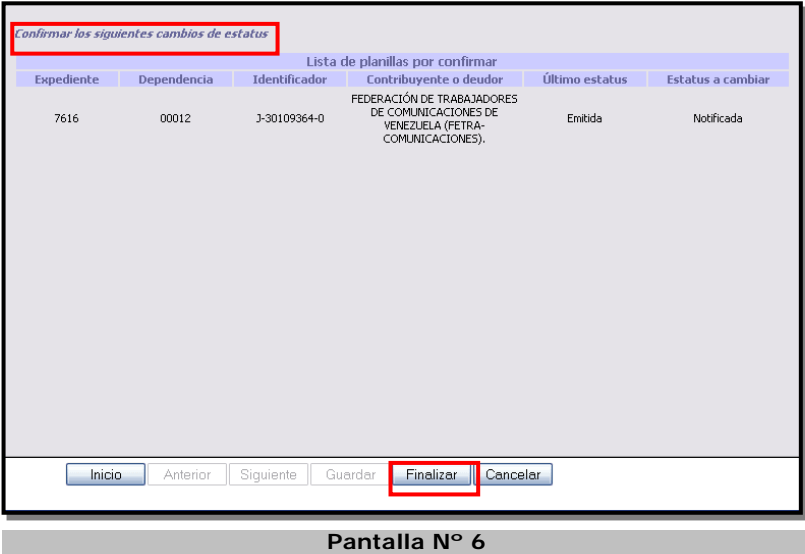 Confirmar los siguientes cambios de estatus
Lista de planillas por confirmar
Expediente Dependencia Identificador Contribuyente o deudor Último estatus Estatus a cambiar
FEDERACIÓN DE TRABAJADORES
DE COMUNICACIONES DE
7616 00012 J-30109364-0 VENEZUELA (FETRA- Emitida Notificada
COMUNICACIONES).
Inicio Anterior Siguiente Guardar Finalizar Cancelar
Pantalla Nº 6